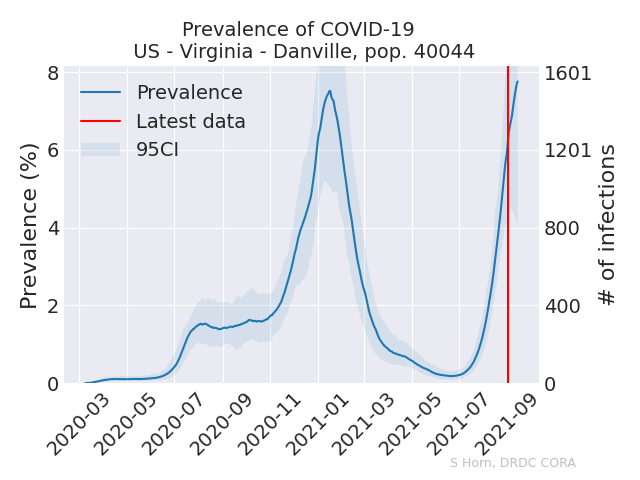 Prevalence of COVID-19
US - Virginia - Danville, pop. 40044
Prevalence
Latest data
95CI
Prevalence (%)
8
6
4
2
0
1601
1201
800
400
0
# of infections
2020-03
2020-05
2020-07
2020-09
2020-11
2021-01
2021-03
2021-05
2021-07
2021-09
S Horn, DRDC CORA